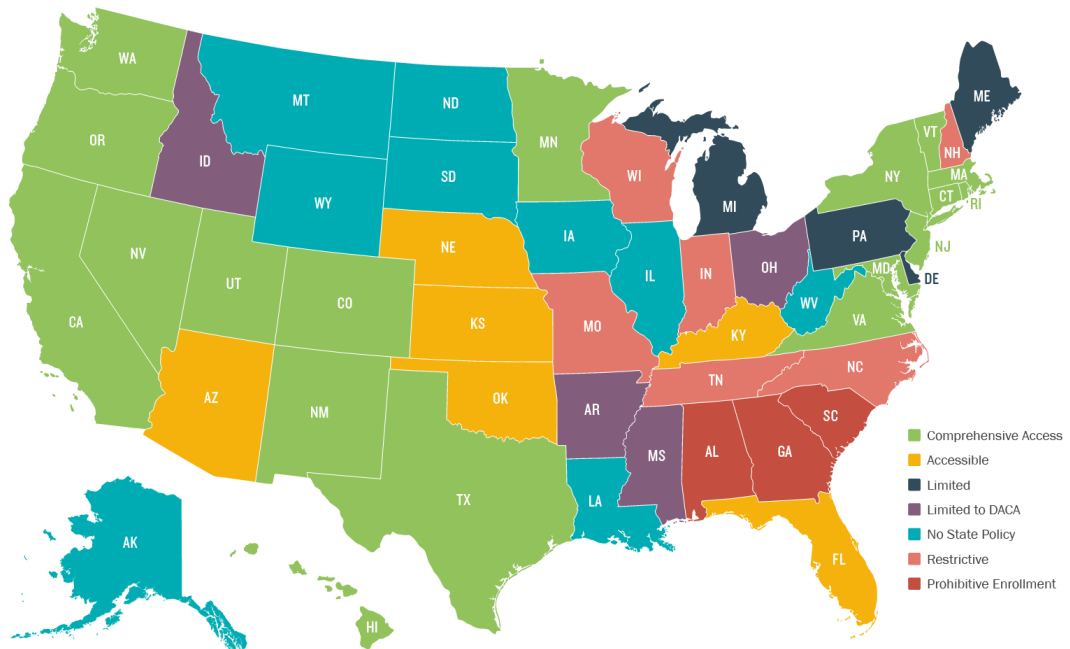 WA
MT
ND
MN
ME
VT
NH
OR
ID
SD
WI
NY
MA
CT
RI
WY
MI
IA
PA
NJ
NE
NV
UT
CO
IL
IN
OH
MD
DE
WV
VA
CA
KS
MO
KY
AZ
NM
OK
TN
NC
AR
SC
MS
AL
GA
TX
LA
AK
FL
HI
Comprehensive Access
Accessible
Limited
Limited to DACA
No State Policy
Restrictive
Prohibitive Enrollment